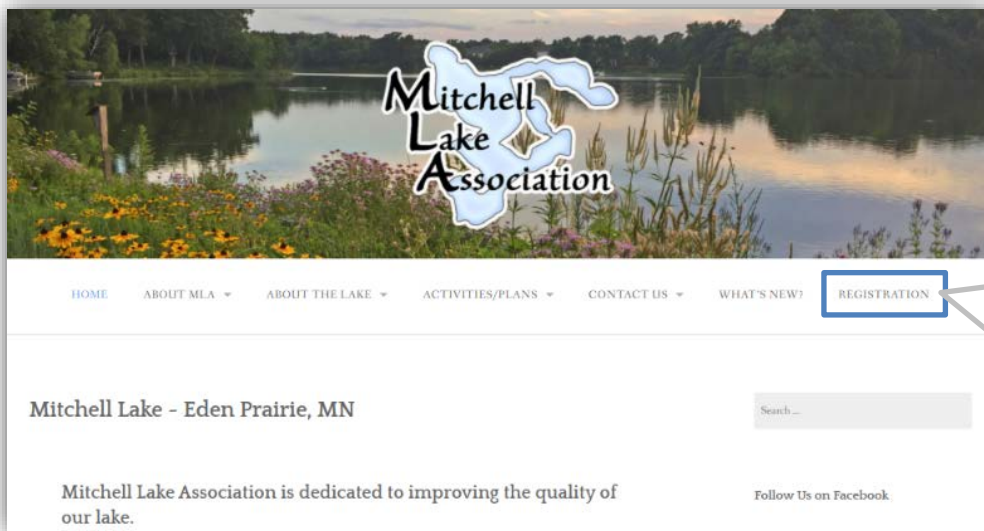 Mitchell
Lake
Association
HOME ABOUT MLA ABOUT THE LAKE ACTIVITIES/PLANS CONTACT US WHAT'S NEW? REGISTRATION
Mitchell Lake - Eden Prairie, MN
Search ...
Mitchell Lake Association is dedicated to improving the quality of
our lake.
Follow Us on Facebook